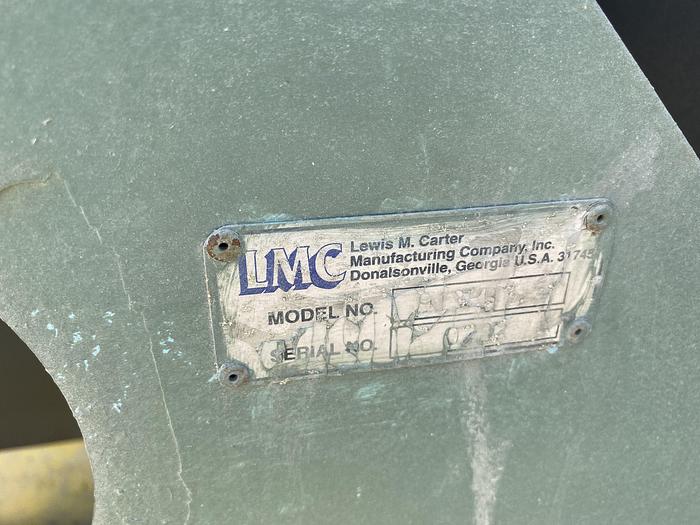 LMC
Lewis M. Carter
Manufacturing Company, Inc.
Donalsonville, Georgia U.S.A. 31745
MODEL NO.
SERIAL NO.